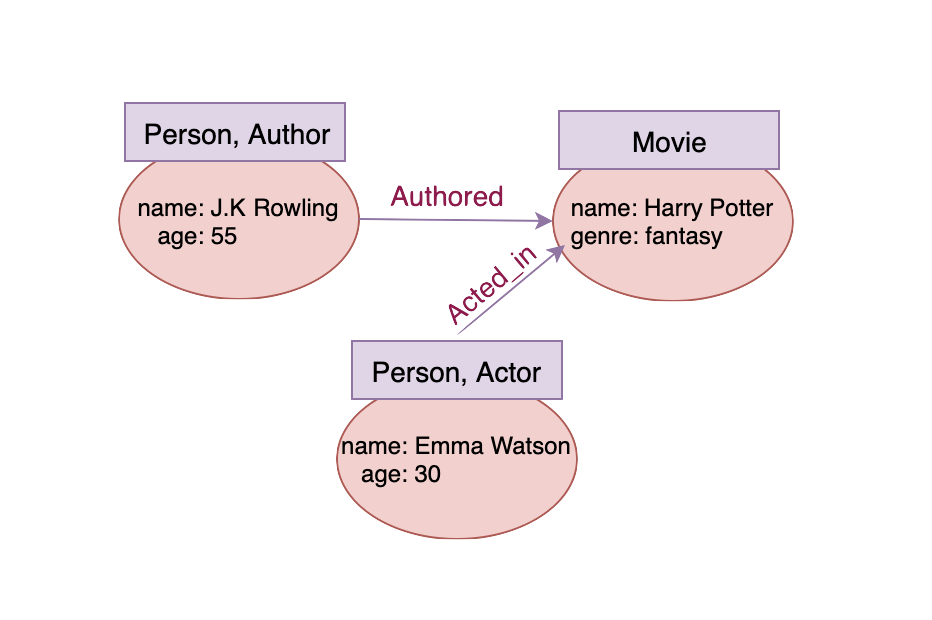 Person, Author
name: J.K Rowling
age: 55
Authored
Movie
name: Harry Potter
genre: fantasy
Acted_in
Person, Actor
name: Emma Watson
age: 30